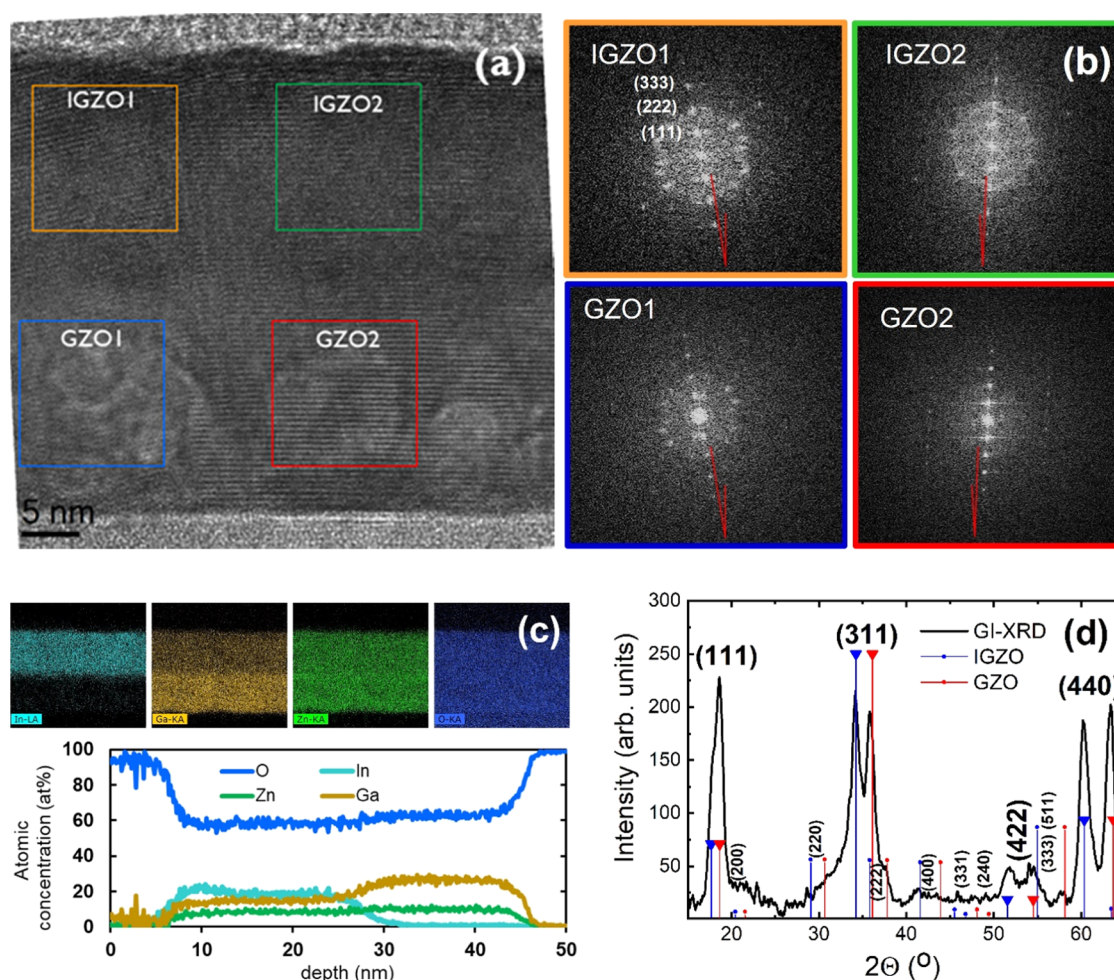 (a)
IGZO1
IGZO2
GZO1
GZO2
5 nm
(b)
IGZO1
(333)
(222)
(111)
IGZO2
GZO1
GZO2
(c)
In-LA
Ga-KA
Zn-KA
O-KA
Atomic
concentration (at%)
100
80
60
40
20
0
O
In
Zn
Ga
0
10
20
30
40
50
depth (nm)
(d)
Intensity (arb. units)
300
250
200
150
100
50
GI-XRD
IGZO
GZO
(111)
(200)
(220)
(311)
(222)
(400)
(331)
(240)
(422)
(333) (511)
(440)
20
30
40
50
60
2Θ (º)